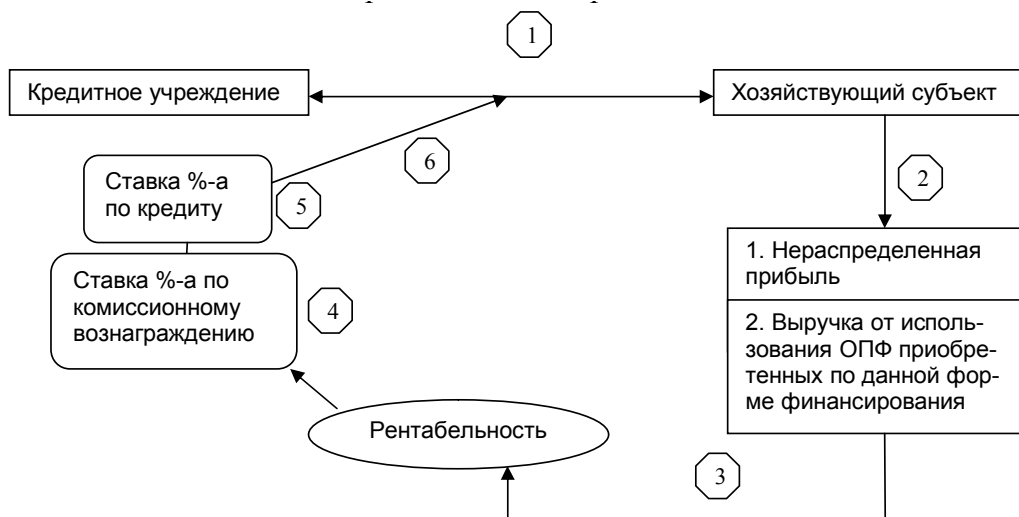 1
Кредитное учреждение
Хозяйствующий субъект
6
2
Ставка %-а
по кредиту
5
1. Нераспределенная
прибыль
Ставка %-а по
комиссионному
вознаграждению
4
2. Выручка от исполь-
зования ОПФ приобре-
тенных по данной фор-
ме финансирования
Рентабельность
3